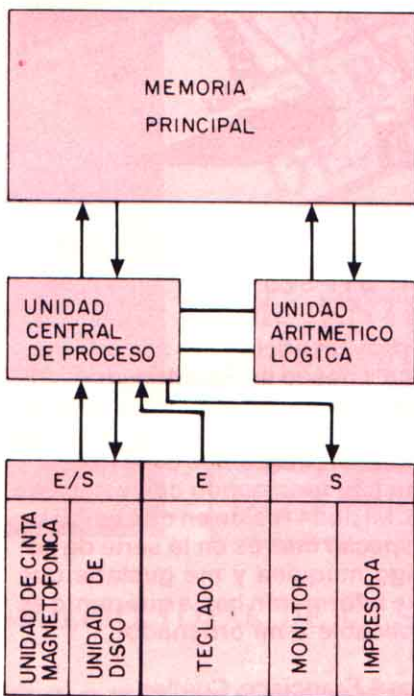 MEMORIA
PRINCIPAL
UNIDAD
CENTRAL
DE PROCESO
UNIDAD
ARITMETICO
LOGICA
E/S
E
S
UNIDAD DE CINTA
MAGNETOFONICA
UNIDAD DE
DISCO
TECLADO
MONITOR
IMPRESORA